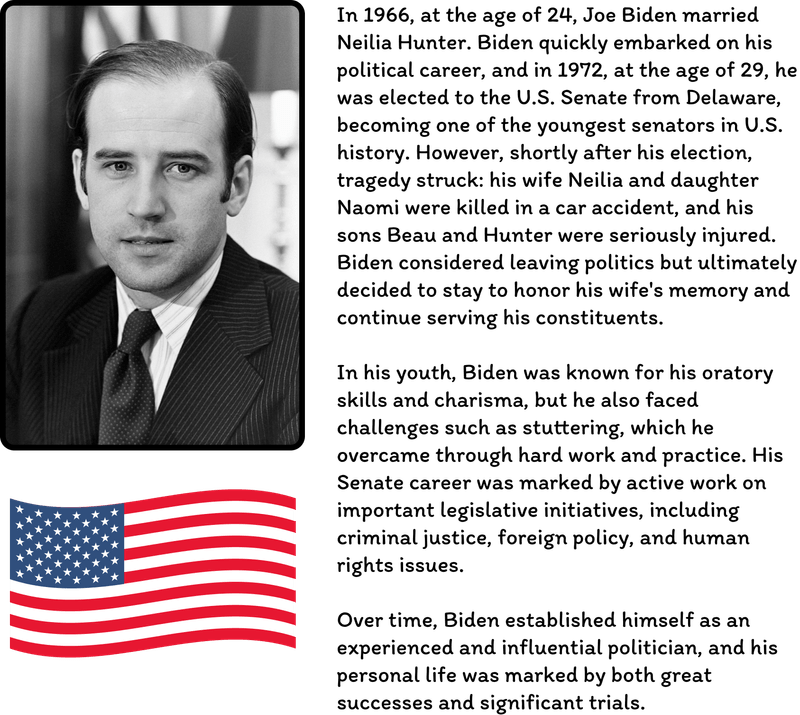 In 1966, at the age of 24, Joe Biden married
Neilia Hunter. Biden quickly embarked on his
political career, and in 1972, at the age of 29, he
was elected to the U.S. Senate from Delaware,
becoming one of the youngest senators in U.S.
history. However, shortly after his election,
tragedy struck: his wife Neilia and daughter
Naomi were killed in a car accident, and his
sons Beau and Hunter were seriously injured.
Biden considered leaving politics but ultimately
decided to stay to honor his wife's memory and
continue serving his constituents.

In his youth, Biden was known for his oratory
skills and charisma, but he also faced
challenges such as stuttering, which he
overcame through hard work and practice. His
Senate career was marked by active work on
important legislative initiatives, including
criminal justice, foreign policy, and human
rights issues.

Over time, Biden established himself as an
experienced and influential politician, and his
personal life was marked by both great
successes and significant trials.